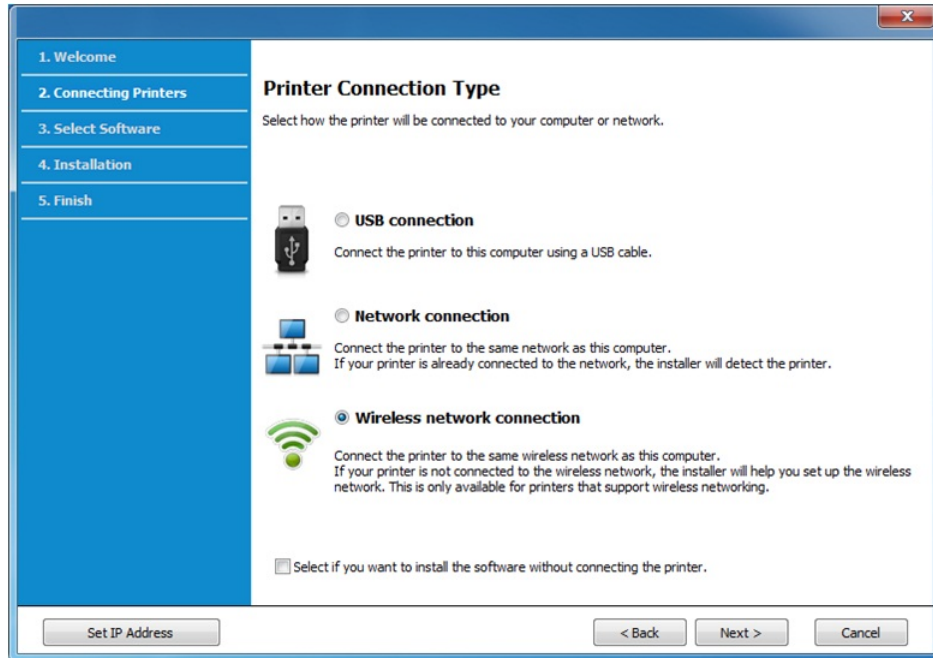 1. Welcome
2. Connecting Printers
3. Select Software
4. Installation
5. Finish
Printer Connection Type
Select how the printer will be connected to your computer or network.
USB connection
Connect the printer to this computer using a USB cable.
Network connection
Connect the printer to the same network as this computer.
If your printer is already connected to the network, the installer will detect the printer.
Wireless network connection
Connect the printer to the same wireless network as this computer.
If your printer is not connected to the wireless network, the installer will help you set up the wireless
network. This is only available for printers that support wireless networking.
Select if you want to install the software without connecting the printer.
Set IP Address
< Back
Next >
Cancel